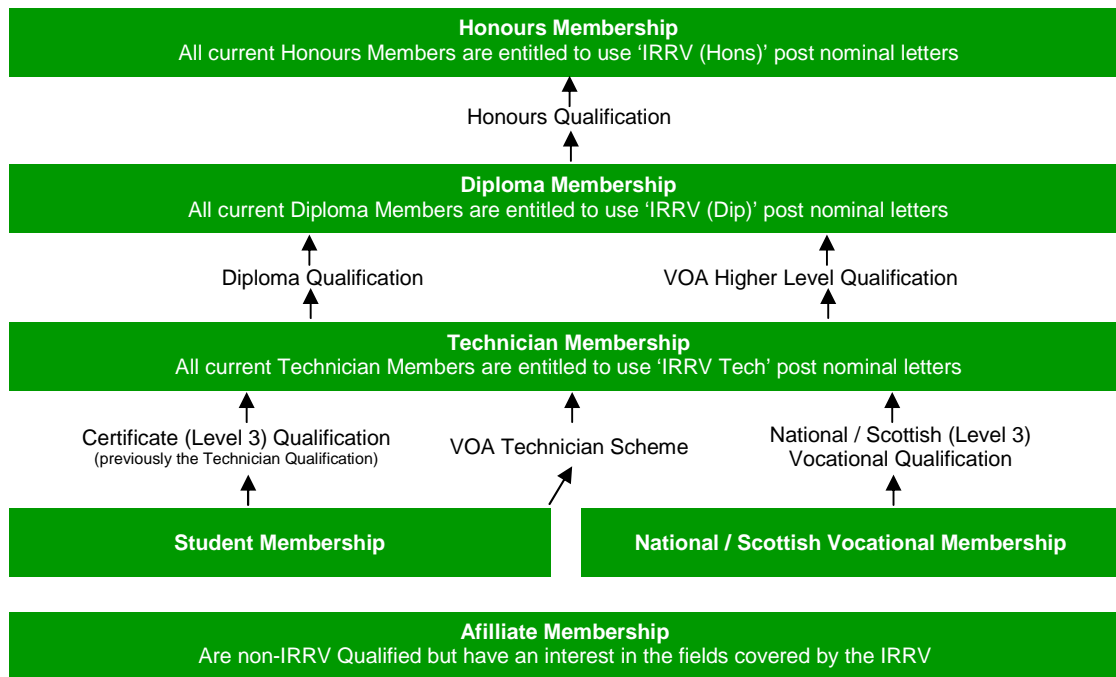 Honours Membership
All current Honours Members are entitled to use ‘IRRV (Hons)’ post nominal letters
Honours Qualification
Diploma Membership
All current Diploma Members are entitled to use ‘IRRV (Dip)’ post nominal letters
Diploma Qualification
VOA Higher Level Qualification
Technician Membership
All current Technician Members are entitled to use ‘IRRV Tech’ post nominal letters
Certificate (Level 3) Qualification
(previously the Technician Qualification)
VOA Technician Scheme
National / Scottish (Level 3)
Vocational Qualification
Student Membership
National / Scottish Vocational Membership
Afilliate Membership
Are non-IRRV Qualified but have an interest in the fields covered by the IRRV